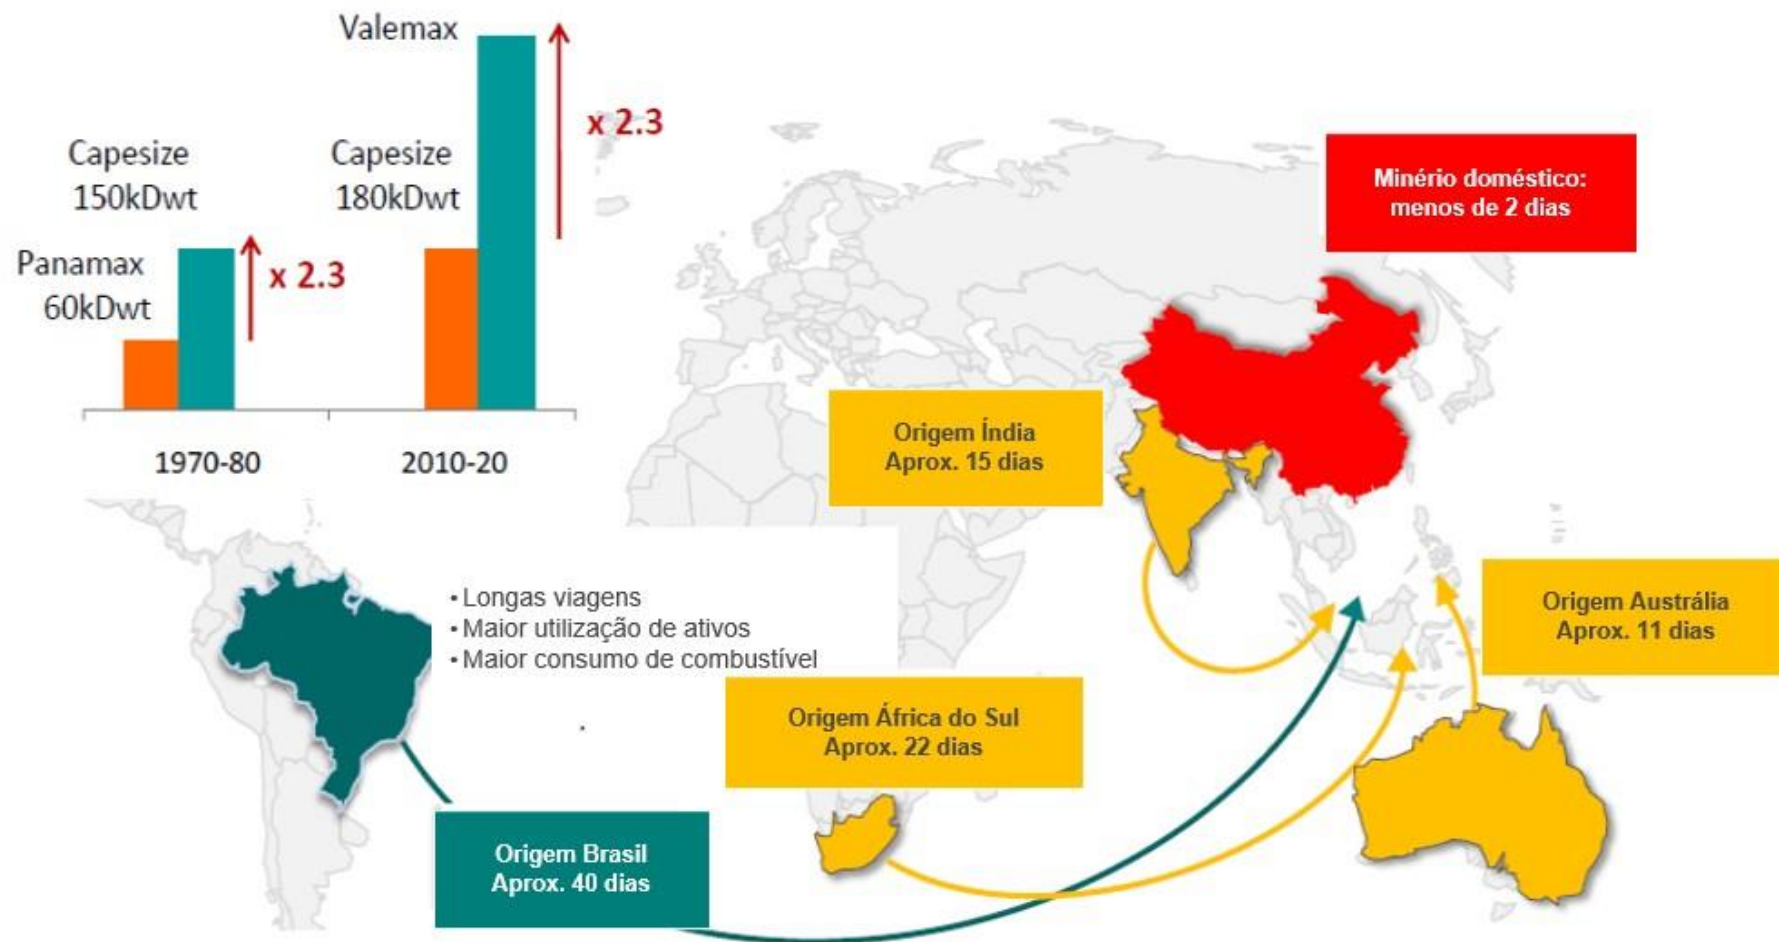 Valemax
x 2.3
Capesize
150kDwt
Capesize
180kDwt
Panamax
60kDwt
x 2.3
1970-80
2010-20
Minério doméstico:
menos de 2 dias
Origem Índia
Aprox. 15 dias
• Longas viagens
• Maior utilização de ativos
• Maior consumo de combustível
Origem Austrália
Aprox. 11 dias
Origem África do Sul
Aprox. 22 dias
Origem Brasil
Aprox. 40 dias